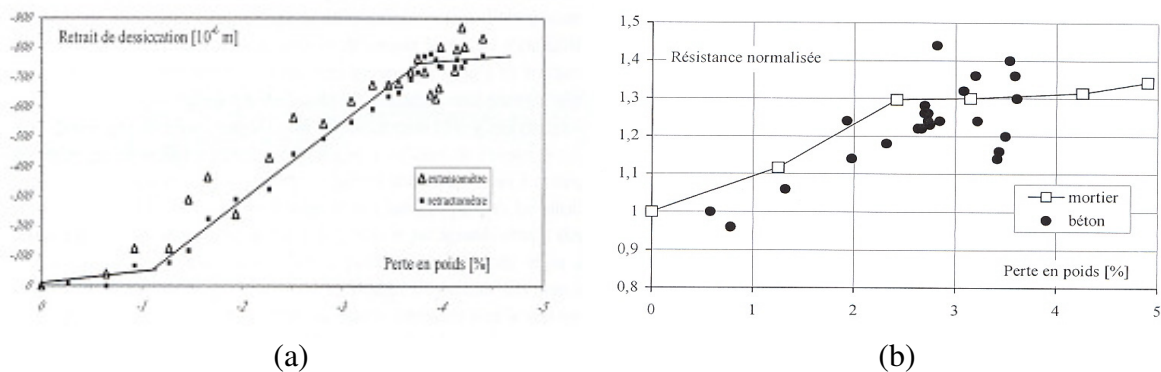 Retrait de dessiccation [10⁻⁶ m]
-900
-800
-700
-600
-500
-400
-300
-200
-100
0
extensomètre
retractomètre
Perte en poids [%]
0 -1 -2 -3 -4 -5
(a)
1,5
1,4
1,3
1,2
1,1
1
0,9
0,8
Résistance normalisée
mortier
béton
Perte en poids [%]
0 1 2 3 4 5
(b)